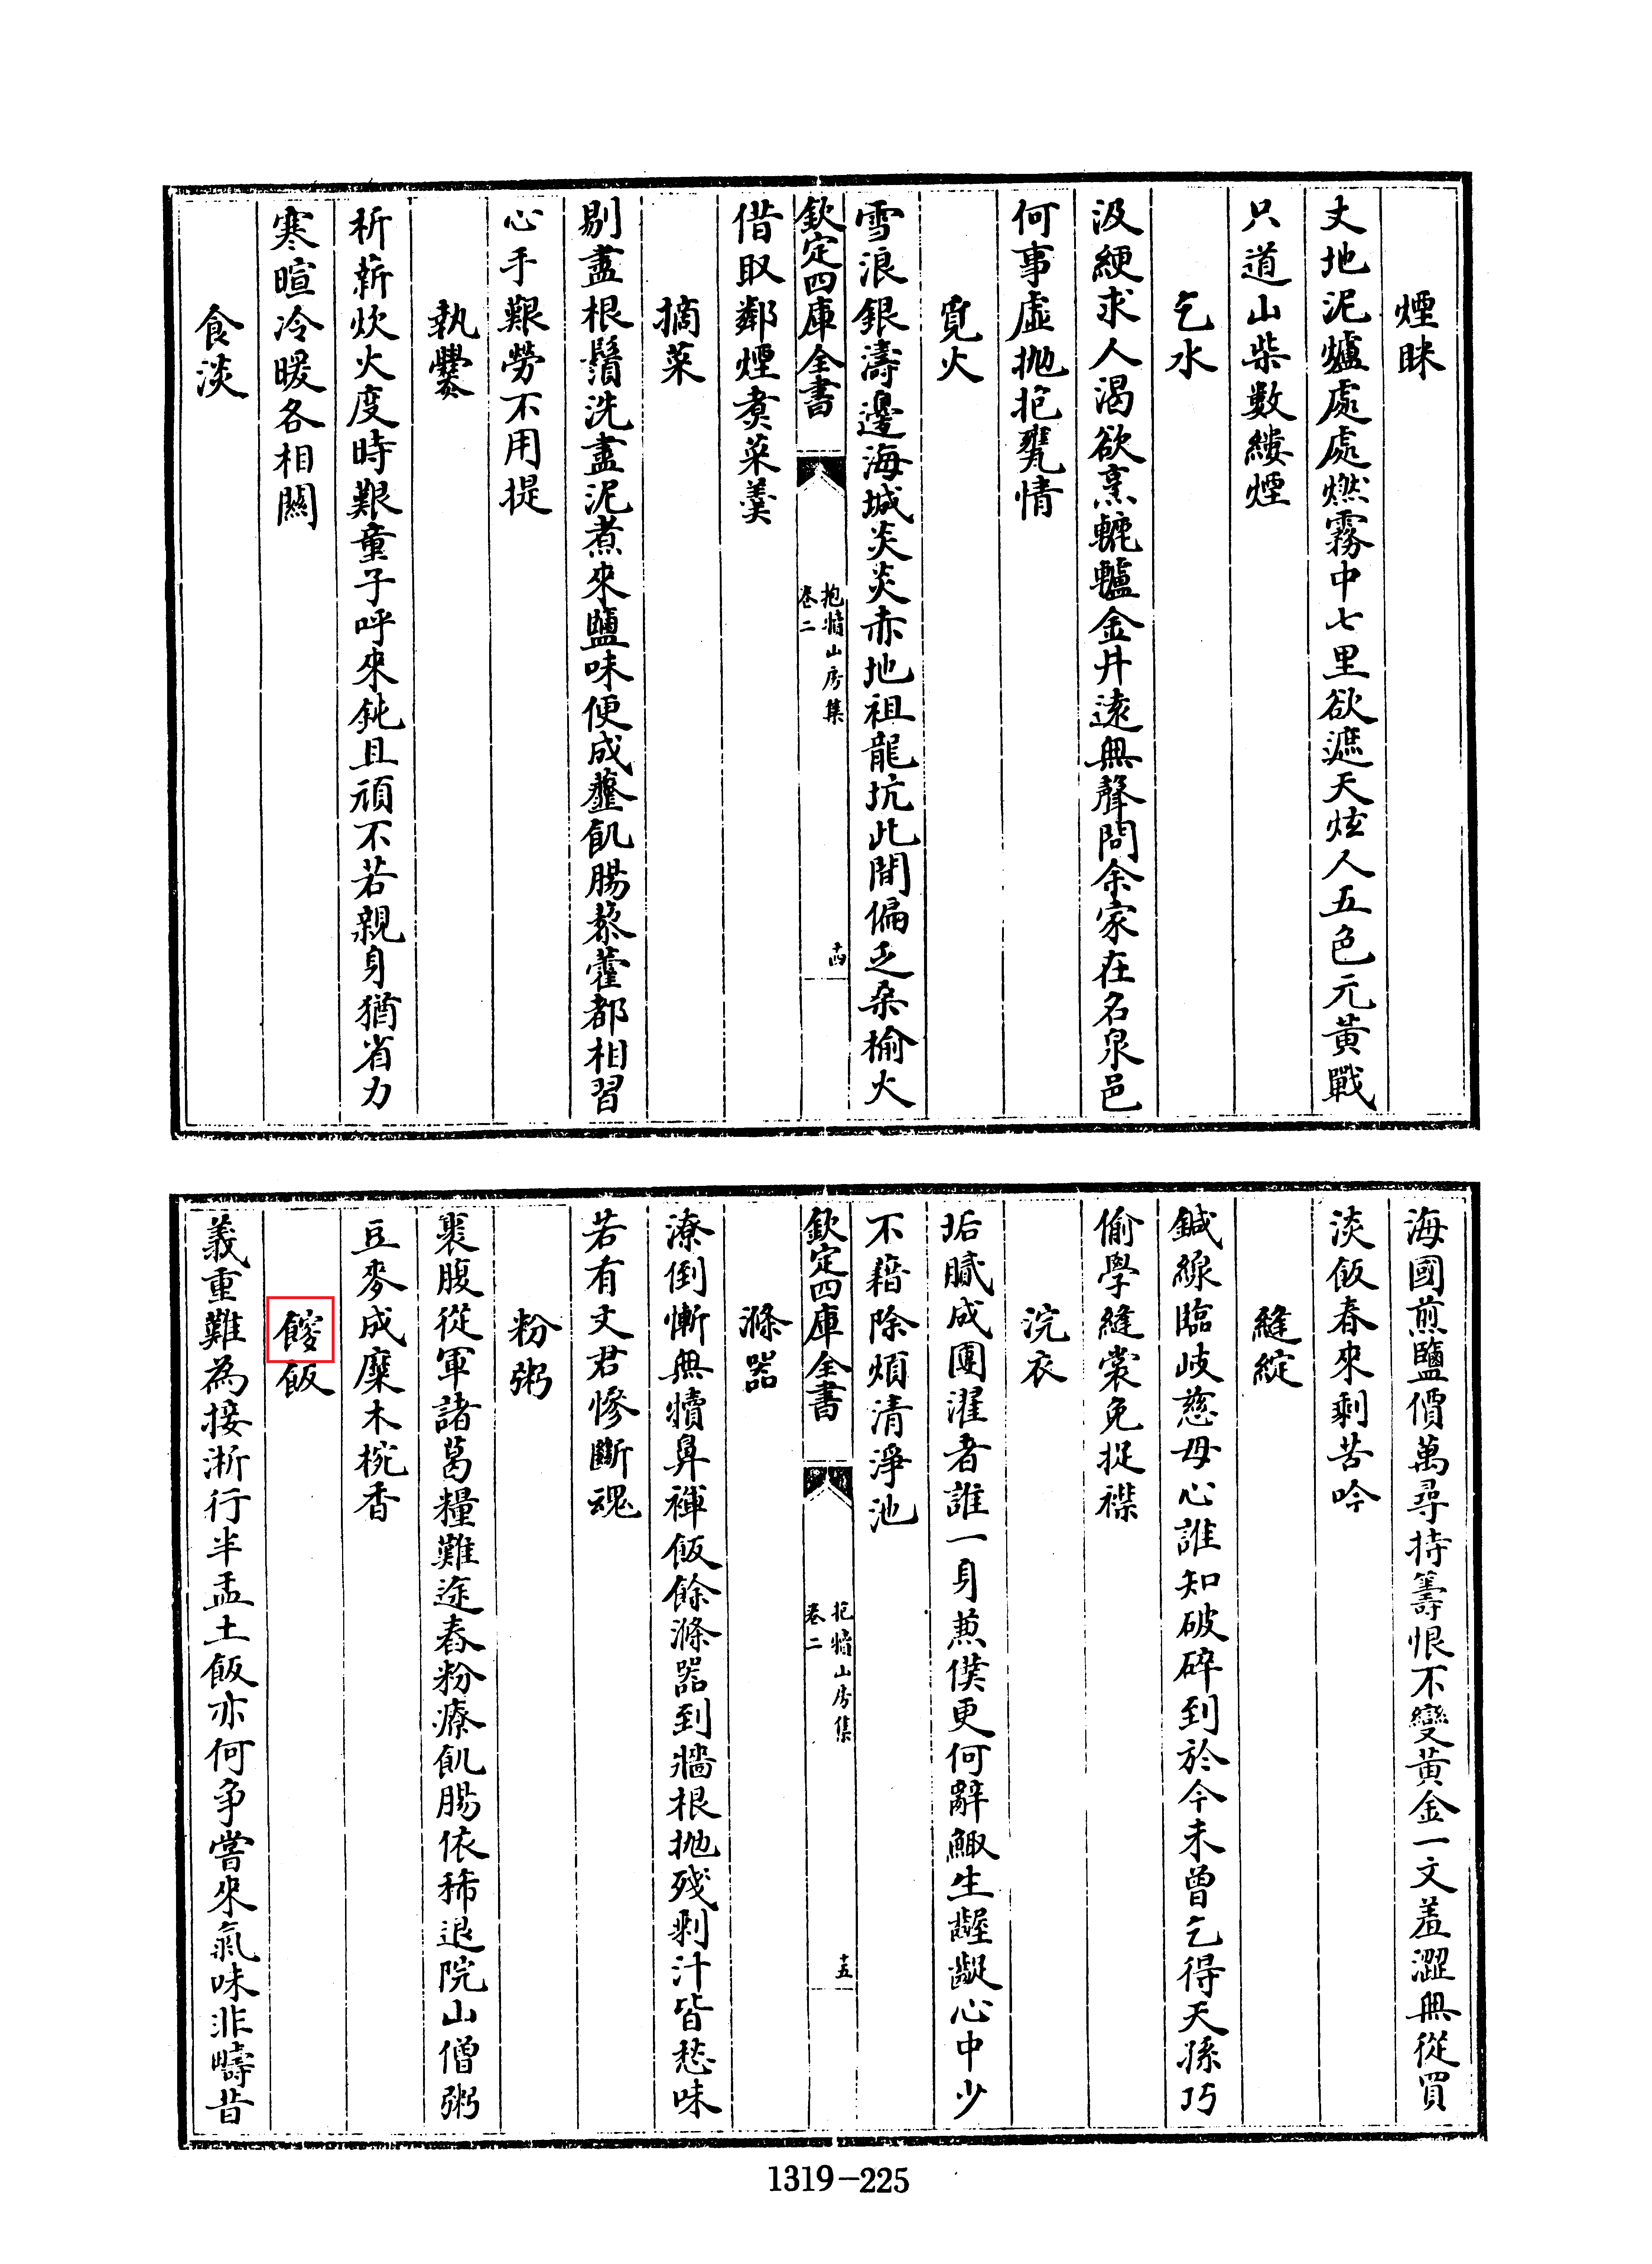 煙眯
丈地泥爐處處燃霧中七里欲遮天炫人五色元黄戰
只道山柴數縷煙
乞水
汲綆求人渴欲烹轆轤金井遠無聲問余家在名泉邑
何事虚抛抱甕情
覓火
雪浪銀濤邊海城炎炎赤地祖龍坑此間偏乏桑榆火
欽定四庫全書
抱犢山房集
卷二
十四
借取鄰煙煮菜羮
摘菜
剔盡根鬚洗盡泥煮來鹽味便成虀飢腸藜藿都相習
心手艱勞不用提
執爨
析薪炊火度時艱童子呼來鈍且頑不若親身猶省力
寒暄冷暖各相關
食淡
海國煎鹽價萬尋持籌恨不變黄金一文羞澀無從買
淡飯春來剩苦吟
縫綻
鍼線臨岐慈母心誰知破碎到於今未曾乞得天孫巧
偷學縫裳免捉襟
浣衣
垢膩成團濯者誰一身兼僕更何辭鯫生齷齪心中少
不藉除煩清淨池
欽定四庫全書
抱犢山房集
卷二
十五
滌器
潦倒慚無犢鼻褌飯餘滌器到牆根抛殘剩汁皆愁味
若有文君慘斷魂
粉粥
裹腹從軍諸葛糧難途舂粉療飢腸依稀退院山僧粥
豆麥成糜木椀香
飯
義重難為接淅行半盂土飯亦何爭嘗來氣味非疇昔
1319-225